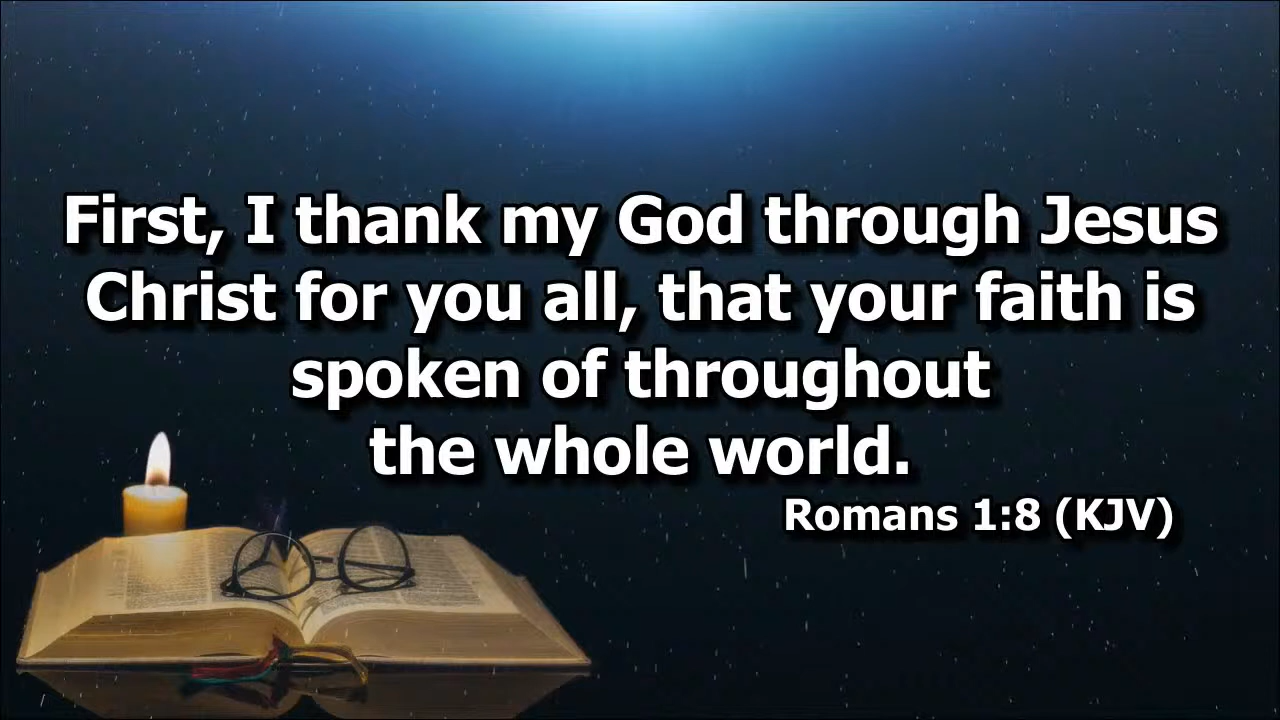 First, I thank my God through Jesus
Christ for you all, that your faith is
spoken of throughout
the whole world.
Romans 1:8 (KJV)